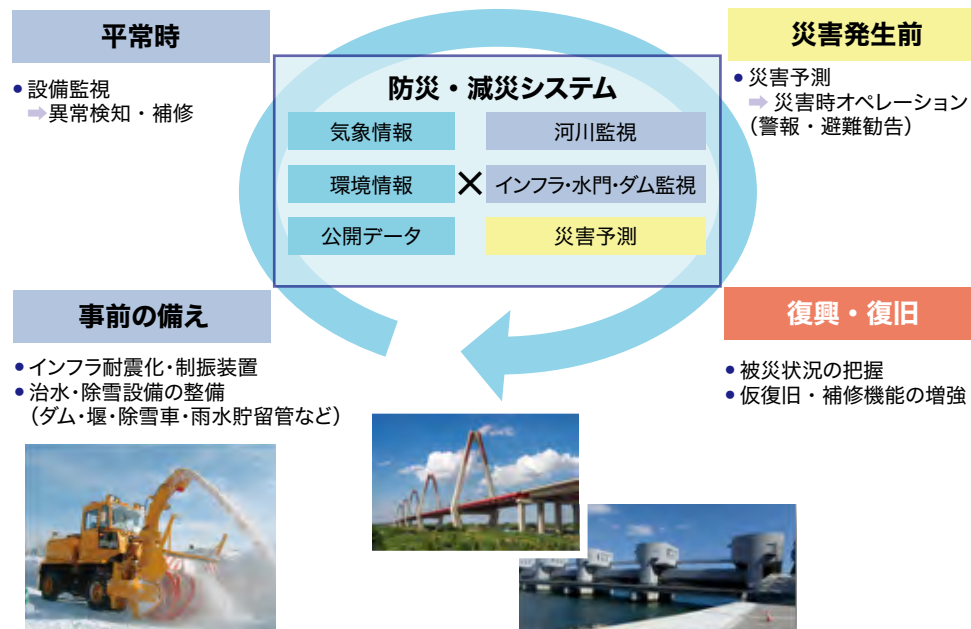 平常時
• 設備監視
➡異常検知・補修
防災・減災システム
気象情報
河川監視
環境情報
×
インフラ・水門・ダム監視
公開データ
災害予測
災害発生前
• 災害予測
➡ 災害時オペレーション
（警報・避難勧告）
事前の備え
• インフラ耐震化・制振装置
• 治水・除雪設備の整備
（ダム・堰・除雪車・雨水貯留管など）
復興・復旧
• 被災状況の把握
• 仮復旧・補修機能の増強